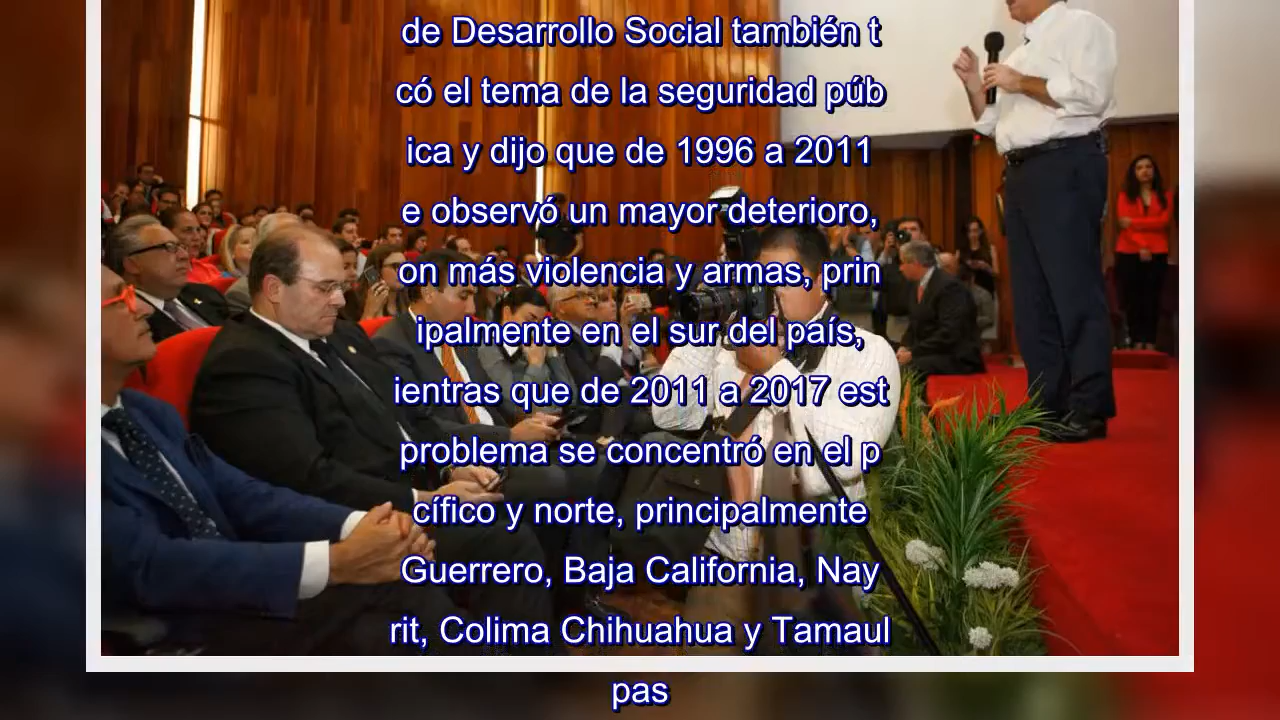 de Desarrollo Social también t
có el tema de la seguridad púb
ica y dijo que de 1996 a 2011
e observó un mayor deterioro,
on más violencia y armas, prin
ipalmente en el sur del país,
ientras que de 2011 a 2017 est
problema se concentró en el p
cífico y norte, principalmente
Guerrero, Baja California, Nay
rit, Colima Chihuahua y Tamaul
pas